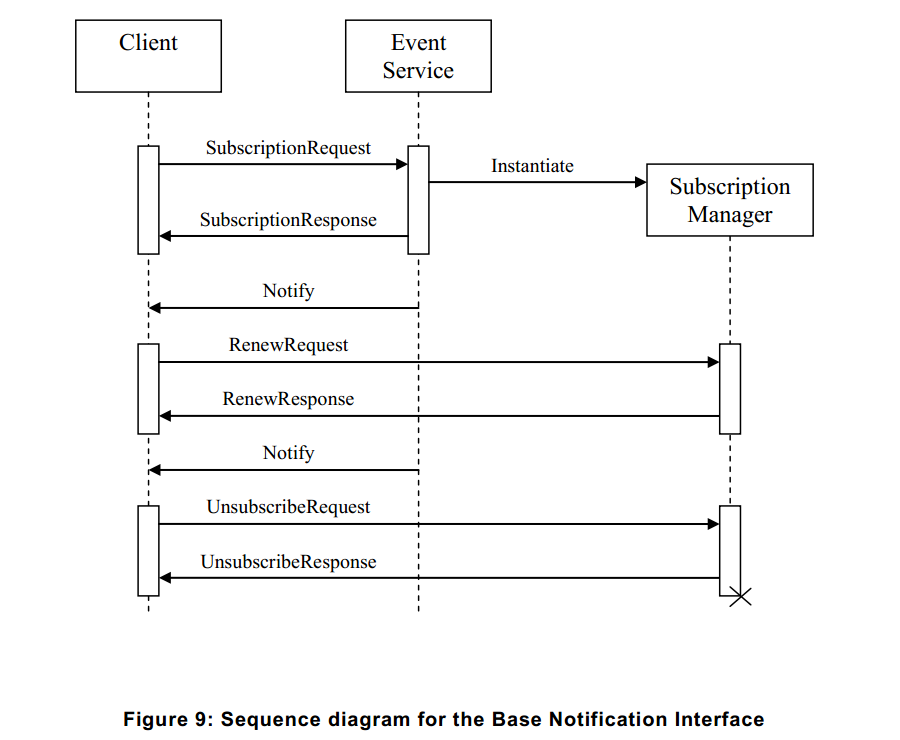 Client
Event
Service
SubscriptionRequest
Instantiate
Subscription
Manager
SubscriptionResponse
Notify
RenewRequest
RenewResponse
Notify
UnsubscribeRequest
UnsubscribeResponse
Figure 9: Sequence diagram for the Base Notification Interface